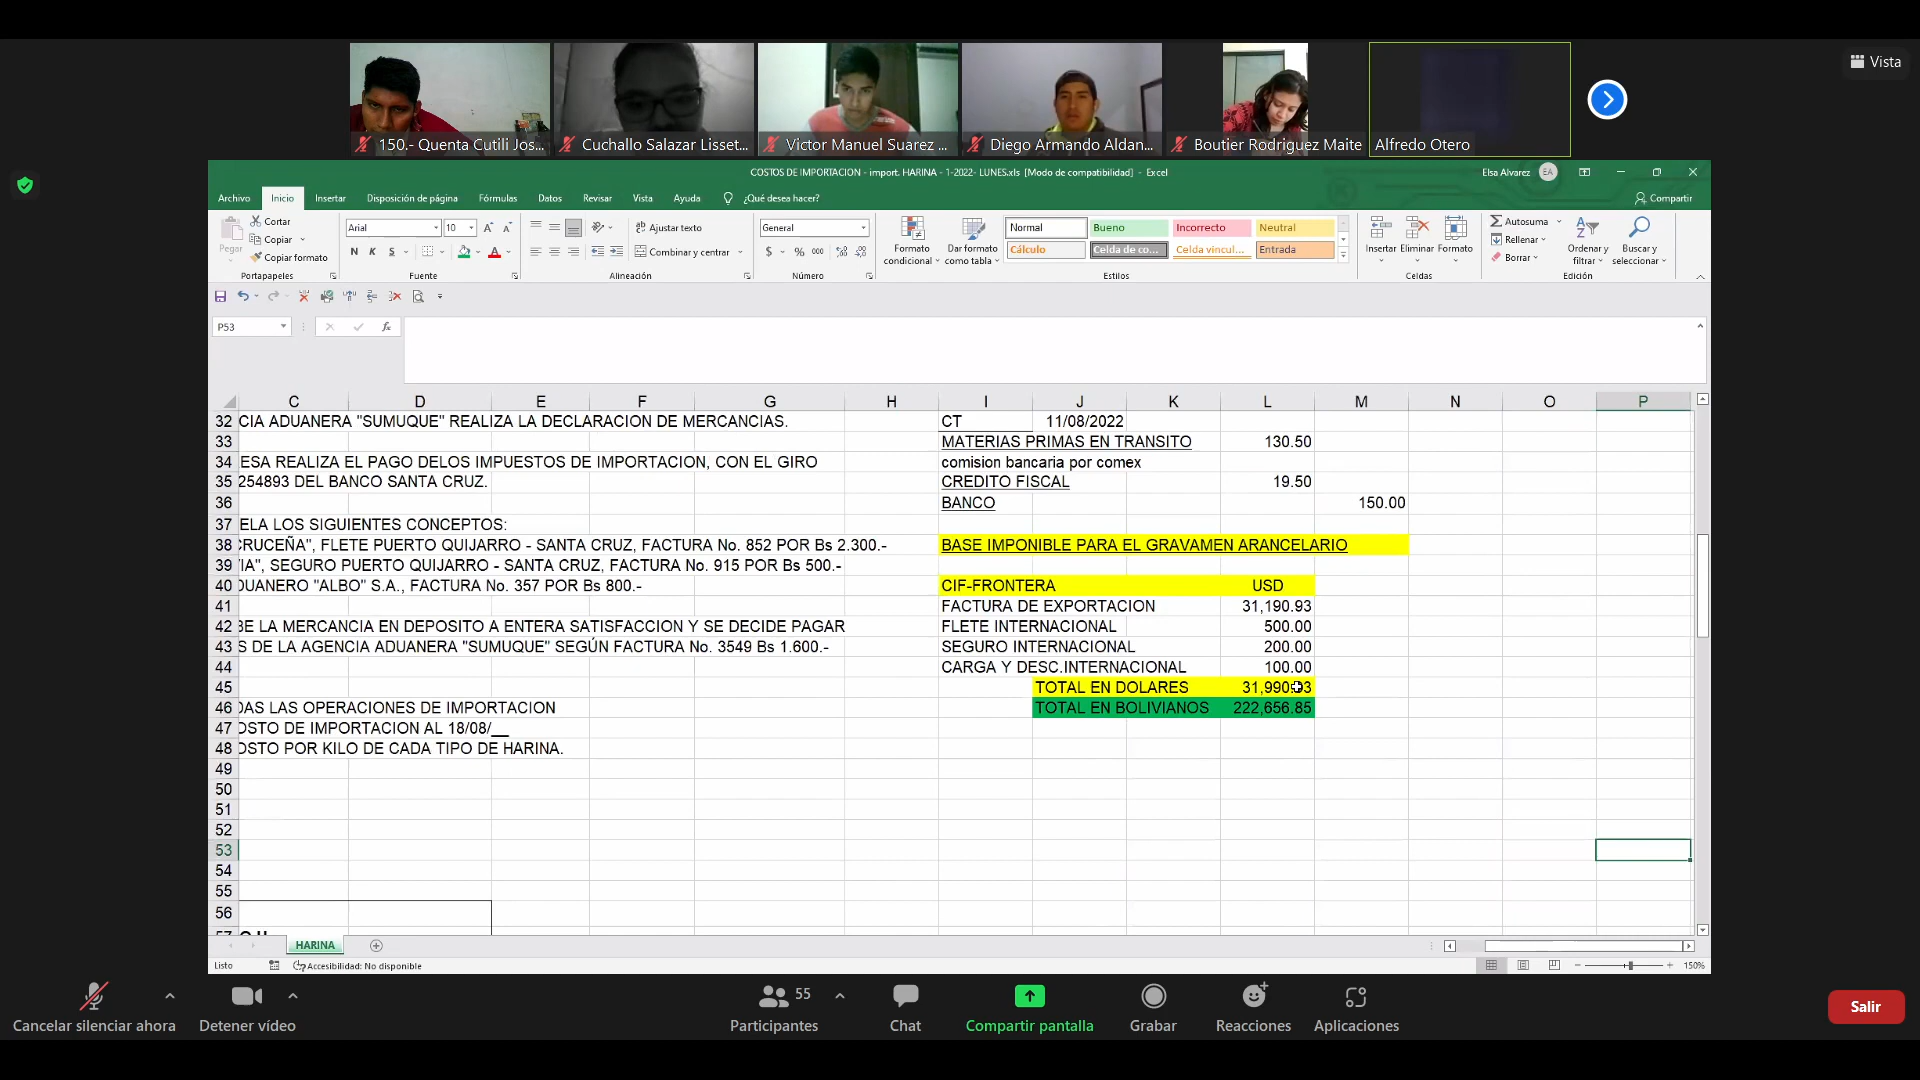 Vista
150.- Quenta Cutili Jos...
Cuchallo Salazar Lisset...
Victor Manuel Suarez ...
Diego Armando Aldan...
Boutier Rodriguez Maite
Alfredo Otero
COSTOS DE IMPORTACION - import. HARINA - 1-2022- LUNES.xls [Modo de compatibilidad] - Excel
Elsa Alvarez EA
Archivo Inicio Insertar Disposición de página Fórmulas Datos Revisar Vista Ayuda ¿Qué desea hacer? Compartir
Pegar
Cortar
Copiar
Copiar formato
Portapapeles
Arial 10
N K S
Fuente
Ajustar texto
Combinar y centrar
Alineación
General
$ % 000
Número
Formato condicional
Dar formato como tabla
Normal Bueno Incorrecto Neutral
Cálculo Celda de co... Celda vincul... Entrada
Estilos
Insertar Eliminar Formato
Celdas
Autosuma
Rellenar
Borrar
Ordenar y filtrar
Buscar y seleccionar
Edición
P53 fx
C D E F G H I J K L M N O P
32 CIA ADUANERA "SUMUQUE" REALIZA LA DECLARACION DE MERCANCIAS. CT 11/08/2022
33 MATERIAS PRIMAS EN TRANSITO 130.50
34 ESA REALIZA EL PAGO DELOS IMPUESTOS DE IMPORTACION, CON EL GIRO comision bancaria por comex
35 254893 DEL BANCO SANTA CRUZ. CREDITO FISCAL 19.50
36 BANCO 150.00
37 ELA LOS SIGUIENTES CONCEPTOS:
38 CRUCEÑA", FLETE PUERTO QUIJARRO - SANTA CRUZ, FACTURA No. 852 POR Bs 2.300.- BASE IMPONIBLE PARA EL GRAVAMEN ARANCELARIO
39 IA", SEGURO PUERTO QUIJARRO - SANTA CRUZ, FACTURA No. 915 POR Bs 500.-
40 DUANERO "ALBO" S.A., FACTURA No. 357 POR Bs 800.- CIF-FRONTERA USD
41 FACTURA DE EXPORTACION 31,190.93
42 BE LA MERCANCIA EN DEPOSITO A ENTERA SATISFACCION Y SE DECIDE PAGAR FLETE INTERNACIONAL 500.00
43 S DE LA AGENCIA ADUANERA "SUMUQUE" SEGÚN FACTURA No. 3549 Bs 1.600.- SEGURO INTERNACIONAL 200.00
44 CARGA Y DESC.INTERNACIONAL 100.00
45 TOTAL EN DOLARES 31,990.93
46 DAS LAS OPERACIONES DE IMPORTACION TOTAL EN BOLIVIANOS 222,656.85
47 OSTO DE IMPORTACION AL 18/08/__
48 OSTO POR KILO DE CADA TIPO DE HARINA.
49
50
51
52
53
54
55
56
57
HARINA
Listo Accesibilidad: No disponible 150%
Cancelar silenciar ahora
Detener vídeo
55
Participantes
Chat
Compartir pantalla
Grabar
Reacciones
Aplicaciones
Salir